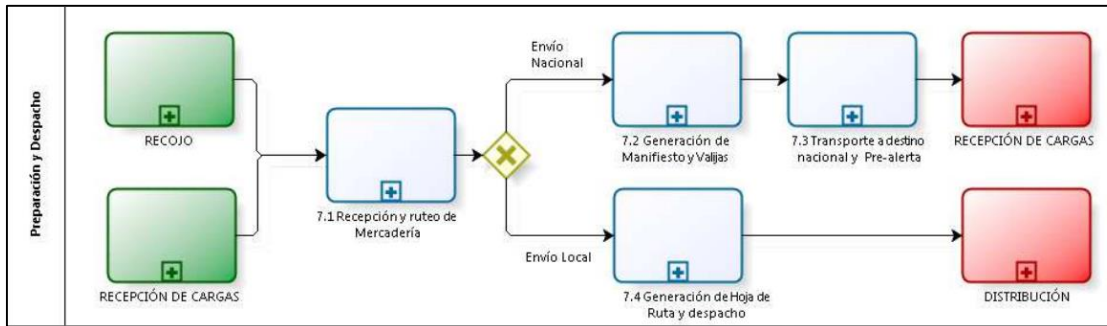 Preparación y Despacho
RECOJO
RECEPCIÓN DE CARGAS
7.1 Recepción y ruteo de
Mercadería
Envío
Nacional
Envío Local
7.2 Generación de
Manifiesto y Valijas
7.3 Transporte a destino
nacional y Pre-alerta
RECEPCIÓN DE CARGAS
7.4 Generación de Hoja de
Ruta y despacho
DISTRIBUCIÓN